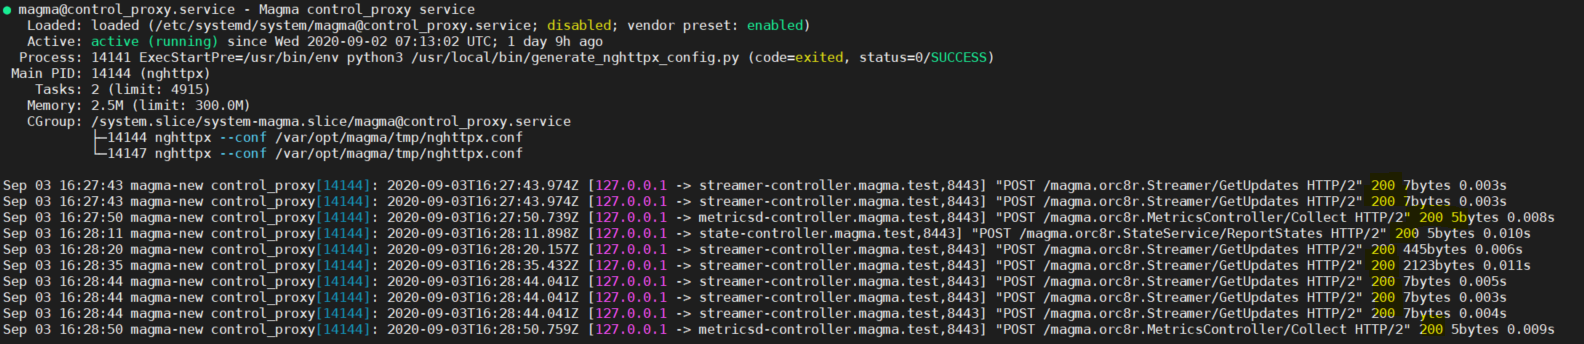 ● magma@control_proxy.service - Magma control_proxy service
Loaded: loaded (/etc/systemd/system/magma@control_proxy.service; disabled; vendor preset: enabled)
Active: active (running) since Wed 2020-09-02 07:13:02 UTC; 1 day 9h ago
Process: 14141 ExecStartPre=/usr/bin/env python3 /usr/local/bin/generate_nghttpx_config.py (code=exited, status=0/SUCCESS)
Main PID: 14144 (nghttpx)
Tasks: 2 (limit: 4915)
Memory: 2.5M (limit: 300.0M)
CGroup: /system.slice/system-magma.slice/magma@control_proxy.service
├─14144 nghttpx --conf /var/opt/magma/tmp/nghttpx.conf
└─14147 nghttpx --conf /var/opt/magma/tmp/nghttpx.conf
Sep 03 16:27:43 magma-new control_proxy[14144]: 2020-09-03T16:27:43.974Z [127.0.0.1 -> streamer-controller.magma.test,8443] "POST /magma.orc8r.Streamer/GetUpdates HTTP/2" 200 7bytes 0.003s
Sep 03 16:27:43 magma-new control_proxy[14144]: 2020-09-03T16:27:43.974Z [127.0.0.1 -> streamer-controller.magma.test,8443] "POST /magma.orc8r.Streamer/GetUpdates HTTP/2" 200 7bytes 0.003s
Sep 03 16:27:50 magma-new control_proxy[14144]: 2020-09-03T16:27:50.739Z [127.0.0.1 -> metricsd-controller.magma.test,8443] "POST /magma.orc8r.MetricsController/Collect HTTP/2" 200 5bytes 0.008s
Sep 03 16:28:11 magma-new control_proxy[14144]: 2020-09-03T16:28:11.898Z [127.0.0.1 -> state-controller.magma.test,8443] "POST /magma.orc8r.StateService/ReportStates HTTP/2" 200 5bytes 0.010s
Sep 03 16:28:20 magma-new control_proxy[14144]: 2020-09-03T16:28:20.157Z [127.0.0.1 -> streamer-controller.magma.test,8443] "POST /magma.orc8r.Streamer/GetUpdates HTTP/2" 200 445bytes 0.006s
Sep 03 16:28:35 magma-new control_proxy[14144]: 2020-09-03T16:28:35.432Z [127.0.0.1 -> streamer-controller.magma.test,8443] "POST /magma.orc8r.Streamer/GetUpdates HTTP/2" 200 2123bytes 0.011s
Sep 03 16:28:44 magma-new control_proxy[14144]: 2020-09-03T16:28:44.041Z [127.0.0.1 -> streamer-controller.magma.test,8443] "POST /magma.orc8r.Streamer/GetUpdates HTTP/2" 200 7bytes 0.005s
Sep 03 16:28:44 magma-new control_proxy[14144]: 2020-09-03T16:28:44.041Z [127.0.0.1 -> streamer-controller.magma.test,8443] "POST /magma.orc8r.Streamer/GetUpdates HTTP/2" 200 7bytes 0.003s
Sep 03 16:28:44 magma-new control_proxy[14144]: 2020-09-03T16:28:44.041Z [127.0.0.1 -> streamer-controller.magma.test,8443] "POST /magma.orc8r.Streamer/GetUpdates HTTP/2" 200 7bytes 0.004s
Sep 03 16:28:50 magma-new control_proxy[14144]: 2020-09-03T16:28:50.759Z [127.0.0.1 -> metricsd-controller.magma.test,8443] "POST /magma.orc8r.MetricsController/Collect HTTP/2" 200 5bytes 0.009s